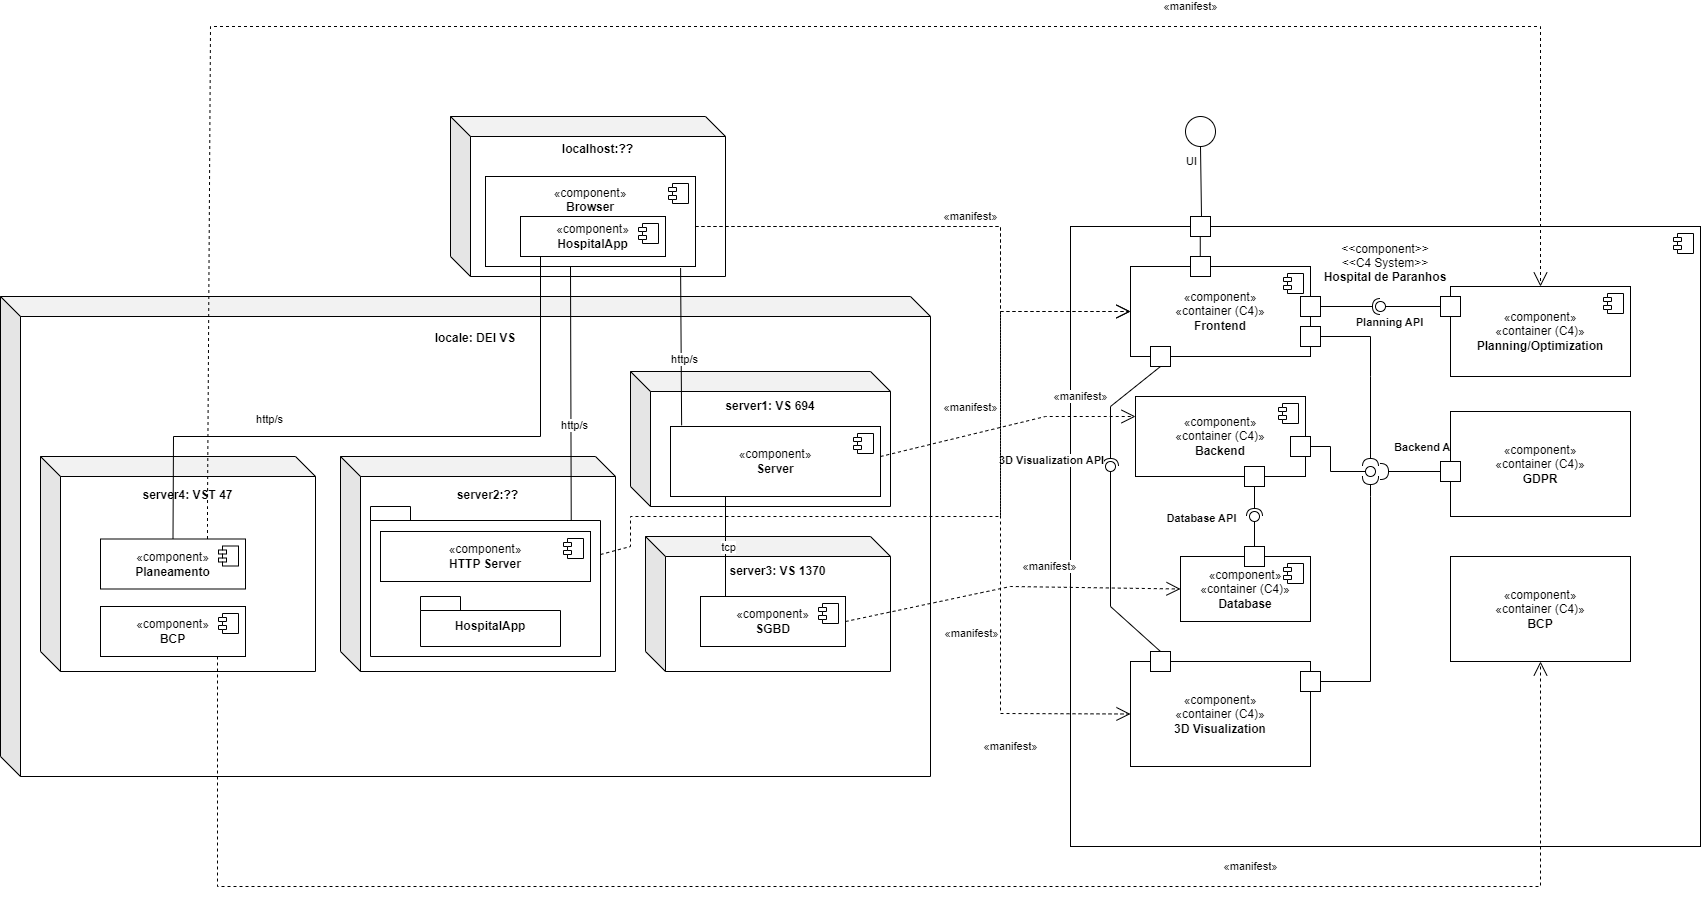 «manifest»
localhost:??
«component»
Browser
«component»
HospitalApp
UI
«manifest»
<<component>>
<<C4 System>>
Hospital de Paranhos
«component»
«container (C4)»
Frontend
Planning API
«component»
«container (C4)»
Planning/Optimization
locale: DEI VS
http/s
http/s
http/s
server1: VS 694
«component»
Server
«manifest»
«manifest»
«component»
«container (C4)»
Backend
3D Visualization API
Backend A
«component»
«container (C4)»
GDPR
server4: VST 47
server2:??
Database API
«component»
Planeamento
«component»
HTTP Server
tcp
server3: VS 1370
«manifest»
«component»
«container (C4)»
Database
«component»
BCP
HospitalApp
«component»
SGBD
«manifest»
«component»
«container (C4)»
BCP
«component»
«container (C4)»
3D Visualization
«manifest»
«manifest»